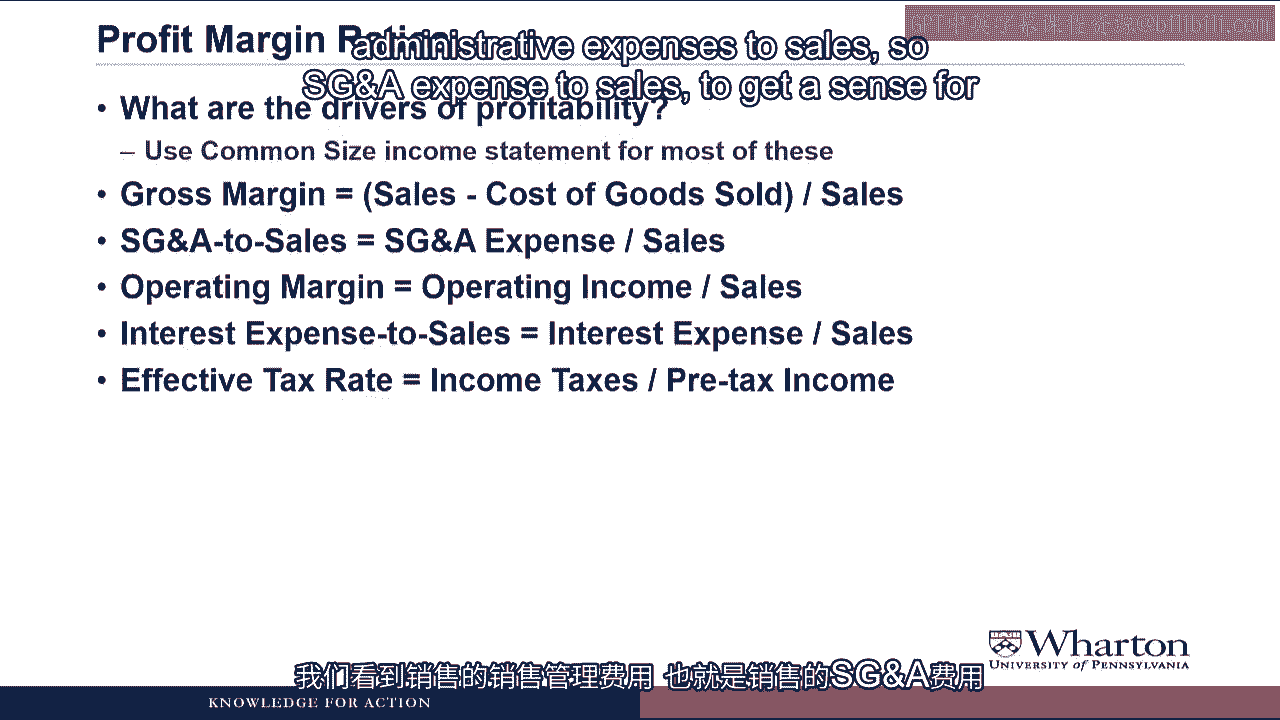 Profit Margin
administrative expenses to sales, so
SG&A expense to sales, to get a sense for
• What are the drivers of profitability?
– Use Common Size income statement for most of these
• Gross Margin = (Sales - Cost of Goods Sold) / Sales
• SG&A-to-Sales = SG&A Expense / Sales
• Operating Margin = Operating Income / Sales
• Interest Expense-to-Sales = Interest Expense / Sales
• Effective Tax Rate = Income Taxes / Pre-tax Income
Wharton
UNIVERSITY of PENNSYLVANIA
我们看到销售的销售管理费用 也就是销售的SG&A费用
KNOWLEDGE FOR ACTION